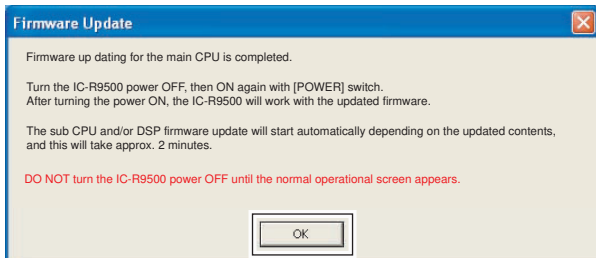 Firmware Update
Firmware up dating for the main CPU is completed.
Turn the IC-R9500 power OFF, then ON again with [POWER] switch.
After turning the power ON, the IC-R9500 will work with the updated firmware.
The sub CPU and/or DSP firmware update will start automatically depending on the updated contents,
and this will take approx. 2 minutes.
DO NOT turn the IC-R9500 power OFF until the normal operational screen appears.
OK